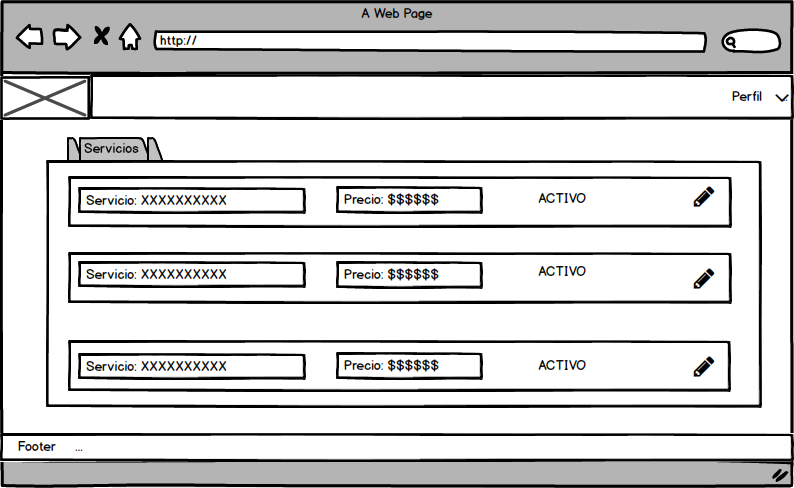 A Web Page
http://
Perfil
Servicios
Servicio: XXXXXXXXXX Precio: $$$$$$ ACTIVO
Servicio: XXXXXXXXXX Precio: $$$$$$ ACTIVO
Servicio: XXXXXXXXXX Precio: $$$$$$ ACTIVO
Footer ...